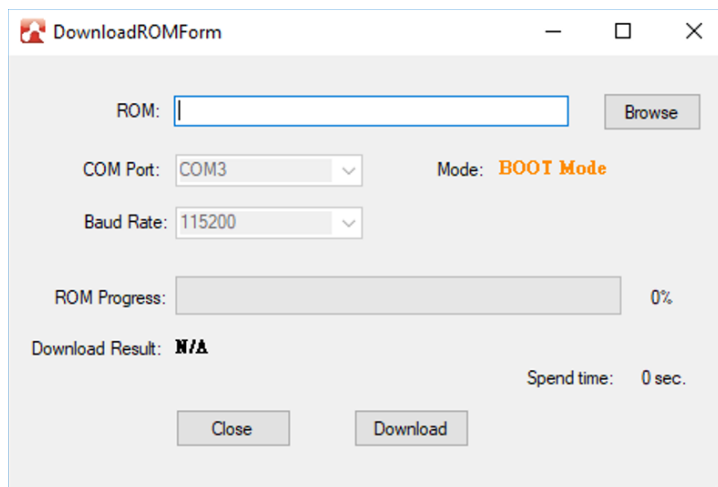 DownloadROMForm
ROM: Browse
COM Port: COM3 Mode: BOOT Mode
Baud Rate: 115200
ROM Progress: 0%
Download Result: N/A
Spend time: 0 sec.
Close Download